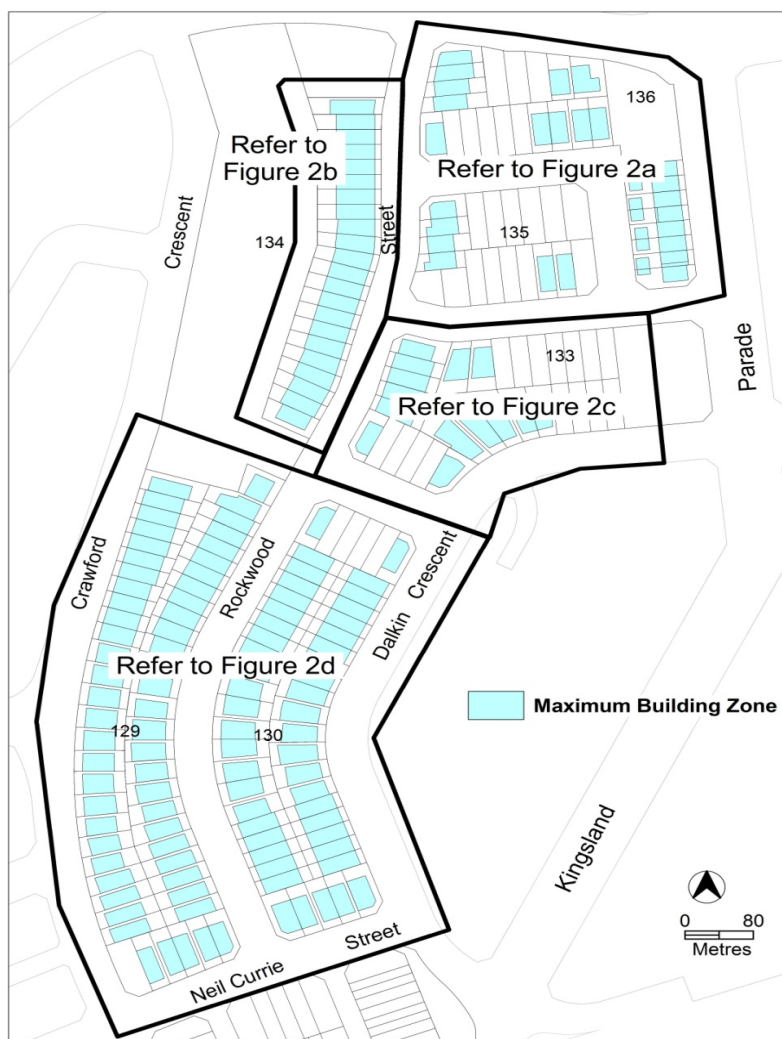 136
Refer to
Figure 2b
Refer to Figure 2a
Crescent
134
Street
135
133
Parade
Refer to Figure 2c
Crawford
Rockwood
Dalkin Crescent
Refer to Figure 2d
Maximum Building Zone
129
130
Kingsland
0 80
Metres
Neil Currie Street